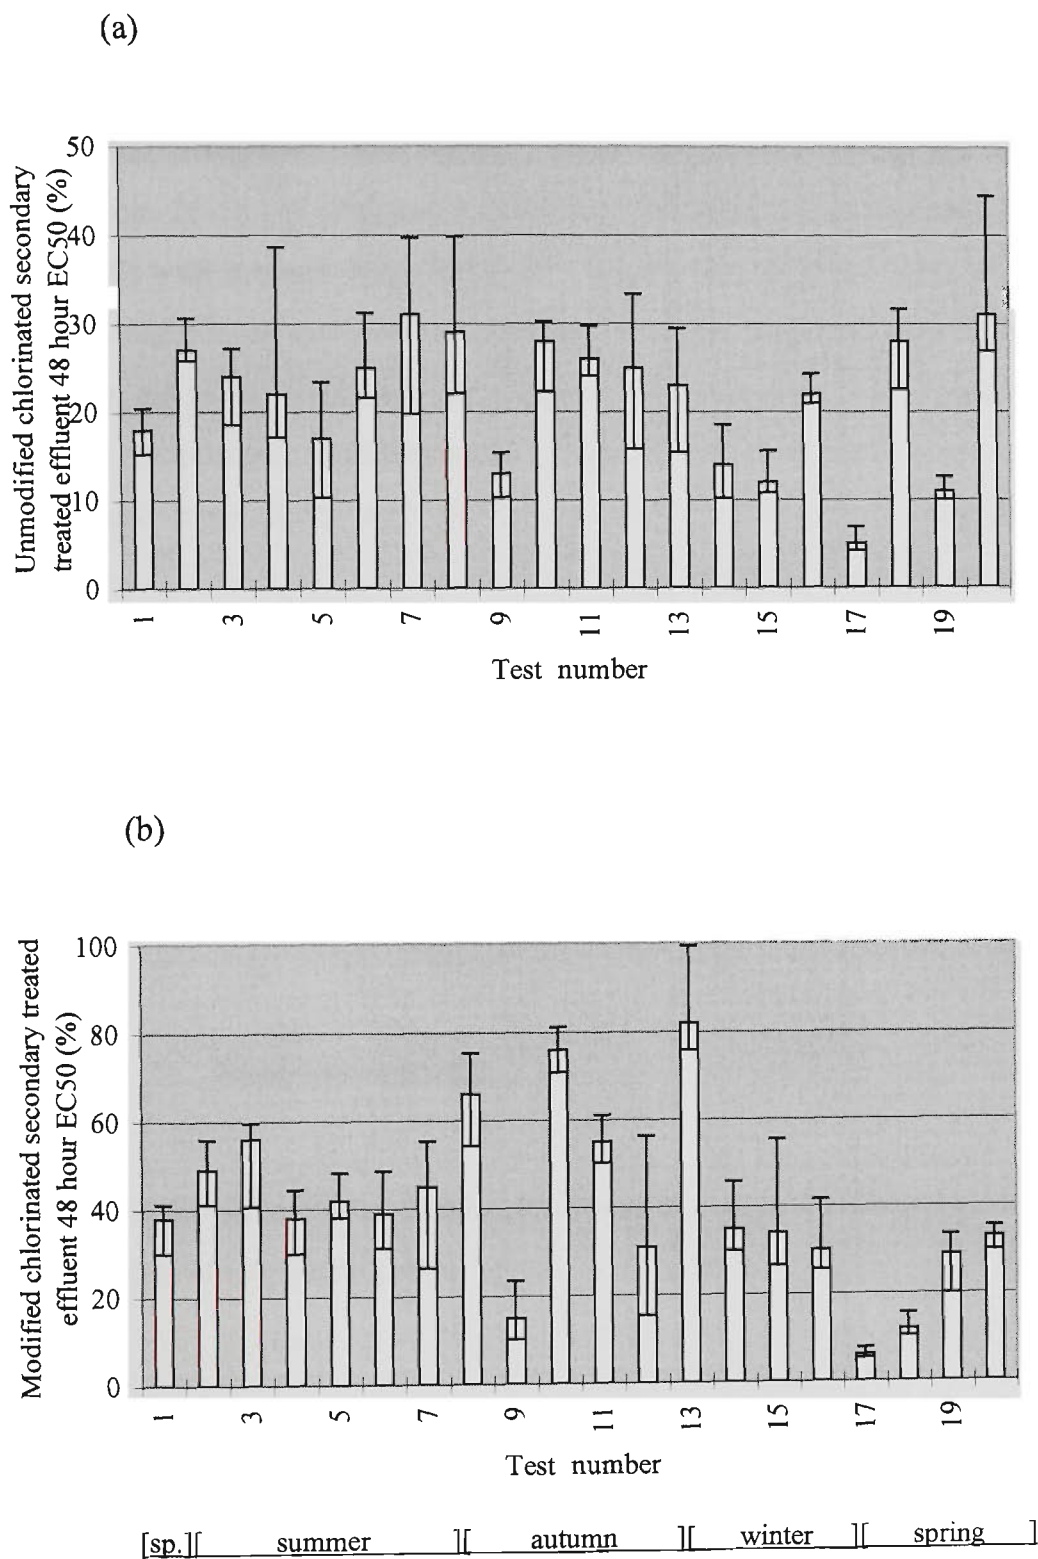 (a)
Unmodified chlorinated secondary
treated effluent 48 hour EC50 (%)
50
40
30
20
10
0
1 3 5 7 9 11 13 15 17 19
Test number
(b)
Modified chlorinated secondary treated
effluent 48 hour EC50 (%)
100
80
60
40
20
0
1 3 5 7 9 11 13 15 17 19
Test number
[sp.][ summer ][ autumn ][ winter ][ spring ]